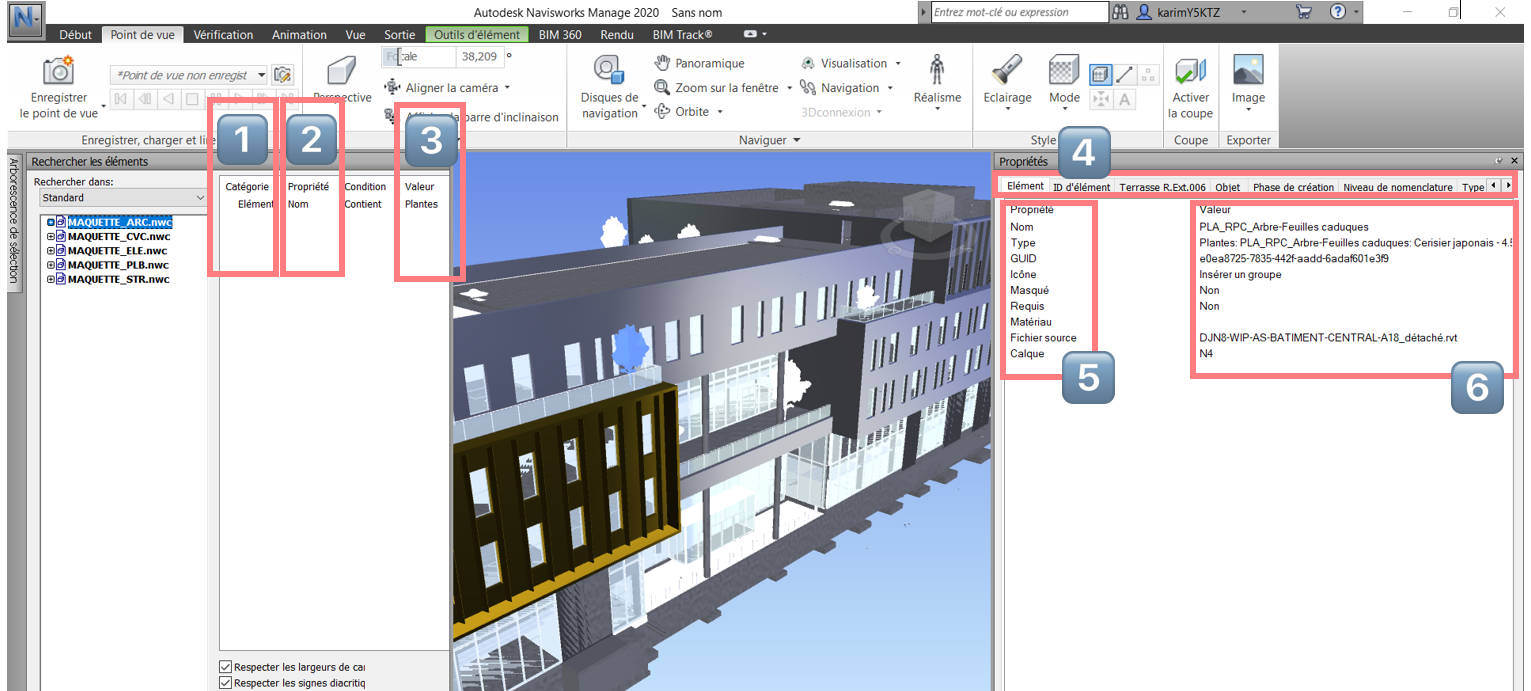 Autodesk Navisworks Manage 2020 Sans nom
Entrez mot-clé ou expression
karimY5KTZ
Début Point de vue Vérification Animation Vue Sortie Outils d'élément BIM 360 Rendu BIM Track®
Enregistrer
le point de vue
*Point de vue non enregist
Enregistrer, charger et lire
Perspective
Focale 38,209 °
Aligner la caméra
barre d'inclinaison
Disques de
navigation
Panoramique
Zoom sur la fenêtre
Orbite
Visualisation
Navigation
3Dconnexion
Naviguer
Réalisme
Eclairage
Mode
A
Style
Activer
la coupe
Coupe
Image
Exporter
1
2
3
4
5
6
Arborescence de sélection
Rechercher les éléments
Rechercher dans:
Standard
MAQUETTE_ARC.nwc
MAQUETTE_CVC.nwc
MAQUETTE_ELE.nwc
MAQUETTE_PLB.nwc
MAQUETTE_STR.nwc
Catégorie Propriété Condition Valeur
Elément Nom Contient Plantes
Respecter les largeurs de car
Respecter les signes diacritiq
Propriétés
Elément ID d'élément Terrasse R.Ext.006 Objet Phase de création Niveau de nomenclature Type
Propriété Valeur
Nom PLA_RPC_Arbre-Feuilles caduques
Type Plantes: PLA_RPC_Arbre-Feuilles caduques: Cerisier japonais - 4.5
GUID e0ea8725-7835-442f-aadd-6adaf601e3f9
Icône Insérer un groupe
Masqué Non
Requis Non
Matériau
Fichier source DJN8-WIP-AS-BATIMENT-CENTRAL-A18_détaché.rvt
Calque N4